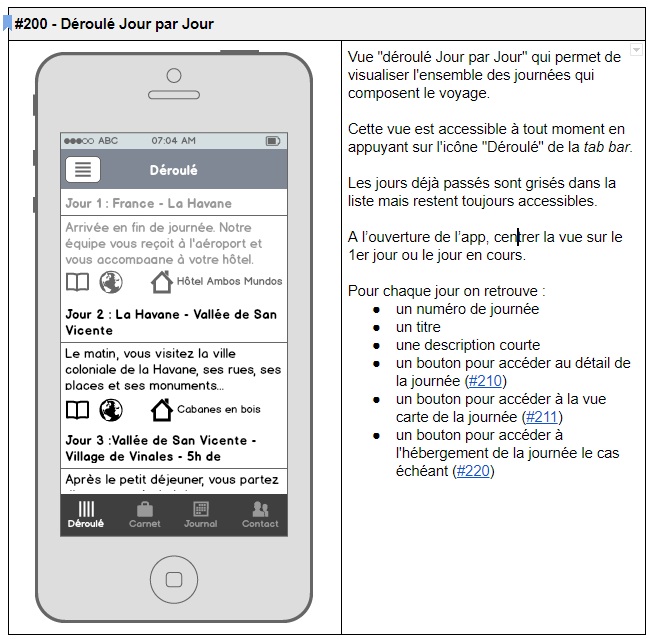 #200 - Déroulé Jour par Jour
ABC 07:04 AM
Déroulé
Jour 1 : France - La Havane
Arrivée en fin de journée. Notre
équipe vous reçoit à l'aéroport et
vous accompagne à votre hôtel.
Hôtel Ambos Mundos
Jour 2 : La Havane - Vallée de San
Vicente
Le matin, vous visitez la ville
coloniale de la Havane, ses rues, ses
places et ses monuments...
Cabanes en bois
Jour 3 :Vallée de San Vicente -
Village de Vinales - 5h de
Après le petit déjeuner, vous partez
Déroulé Carnet Journal Contact
Vue "déroulé Jour par Jour" qui permet de
visualiser l'ensemble des journées qui
composent le voyage.
Cette vue est accessible à tout moment en
appuyant sur l'icône "Déroulé" de la tab bar.
Les jours déjà passés sont grisés dans la
liste mais restent toujours accessibles.
A l'ouverture de l'app, centrer la vue sur le
1er jour ou le jour en cours.
Pour chaque jour on retrouve :
● un numéro de journée
● un titre
● une description courte
● un bouton pour accéder au détail de
la journée (#210)
● un bouton pour accéder à la vue
carte de la journée (#211)
● un bouton pour accéder à
l'hébergement de la journée le cas
échéant (#220)